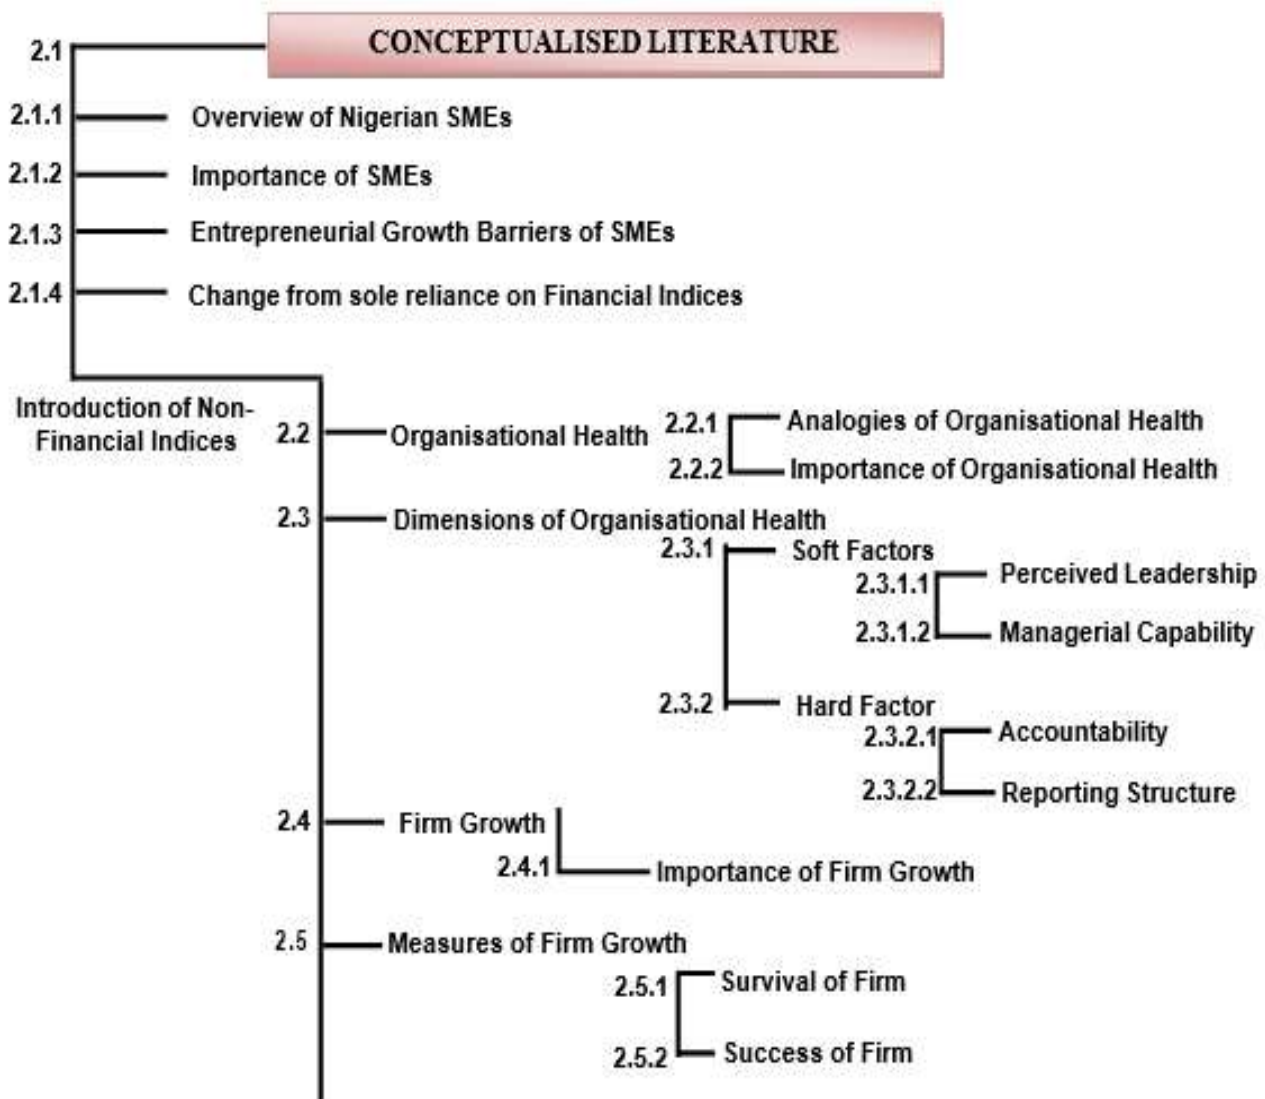 2.1 CONCEPTUALISED LITERATURE
2.1.1 Overview of Nigerian SMEs
2.1.2 Importance of SMEs
2.1.3 Entrepreneurial Growth Barriers of SMEs
2.1.4 Change from sole reliance on Financial Indices
Introduction of Non-
Financial Indices
2.2 Organisational Health
2.2.1 Analogies of Organisational Health
2.2.2 Importance of Organisational Health
2.3 Dimensions of Organisational Health
2.3.1 Soft Factors
2.3.1.1 Perceived Leadership
2.3.1.2 Managerial Capability
2.3.2 Hard Factor
2.3.2.1 Accountability
2.3.2.2 Reporting Structure
2.4 Firm Growth
2.4.1 Importance of Firm Growth
2.5 Measures of Firm Growth
2.5.1 Survival of Firm
2.5.2 Success of Firm